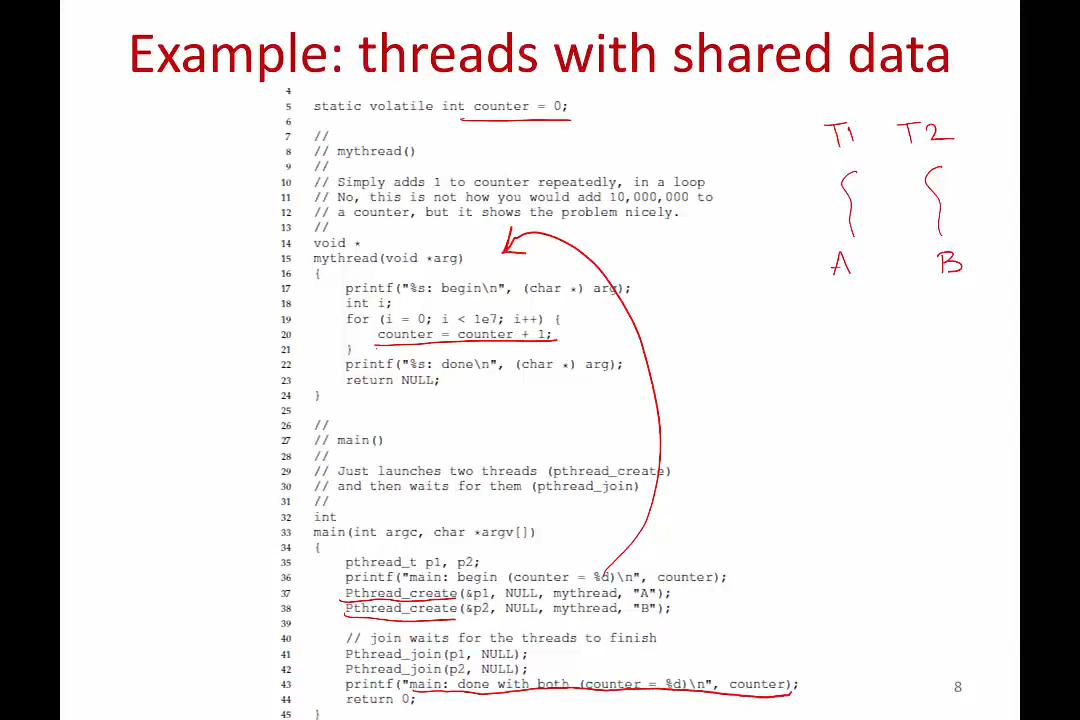 Example: threads with shared data
4
5 static volatile int counter = 0;
6
7 //
8 // mythread()
9 //
10 // Simply adds 1 to counter repeatedly, in a loop
11 // No, this is not how you would add 10,000,000 to
12 // a counter, but it shows the problem nicely.
13 //
14 void *
15 mythread(void *arg)
16 {
17 printf("%s: begin\n", (char *) arg);
18 int i;
19 for (i = 0; i < 1e7; i++) {
20 counter = counter + 1;
21 }
22 printf("%s: done\n", (char *) arg);
23 return NULL;
24 }
25
26 //
27 // main()
28 //
29 // Just launches two threads (pthread_create)
30 // and then waits for them (pthread_join)
31 //
32 int
33 main(int argc, char *argv[])
34 {
35 pthread_t p1, p2;
36 printf("main: begin (counter = %d)\n", counter);
37 Pthread_create(&p1, NULL, mythread, "A");
38 Pthread_create(&p2, NULL, mythread, "B");
39
40 // join waits for the threads to finish
41 Pthread_join(p1, NULL);
42 Pthread_join(p2, NULL);
43 printf("main: done with both (counter = %d)\n", counter);
44 return 0;
45 }
T1 T2
A B
8